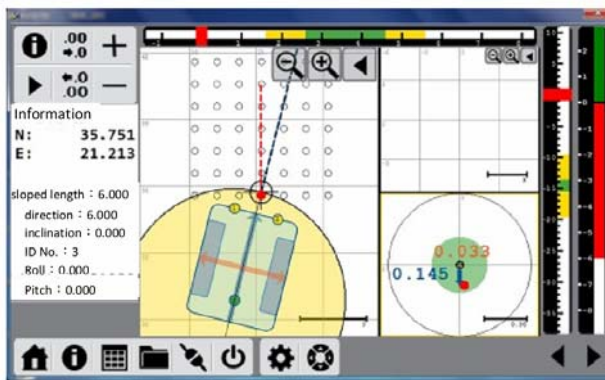 .00
→.0
←.0
.00
Information
N: 35.751
E: 21.213
sloped length：6.000
direction：6.000
inclination：0.000
ID No.：3
Roll：0.000
Pitch：0.000
0.033
0.145